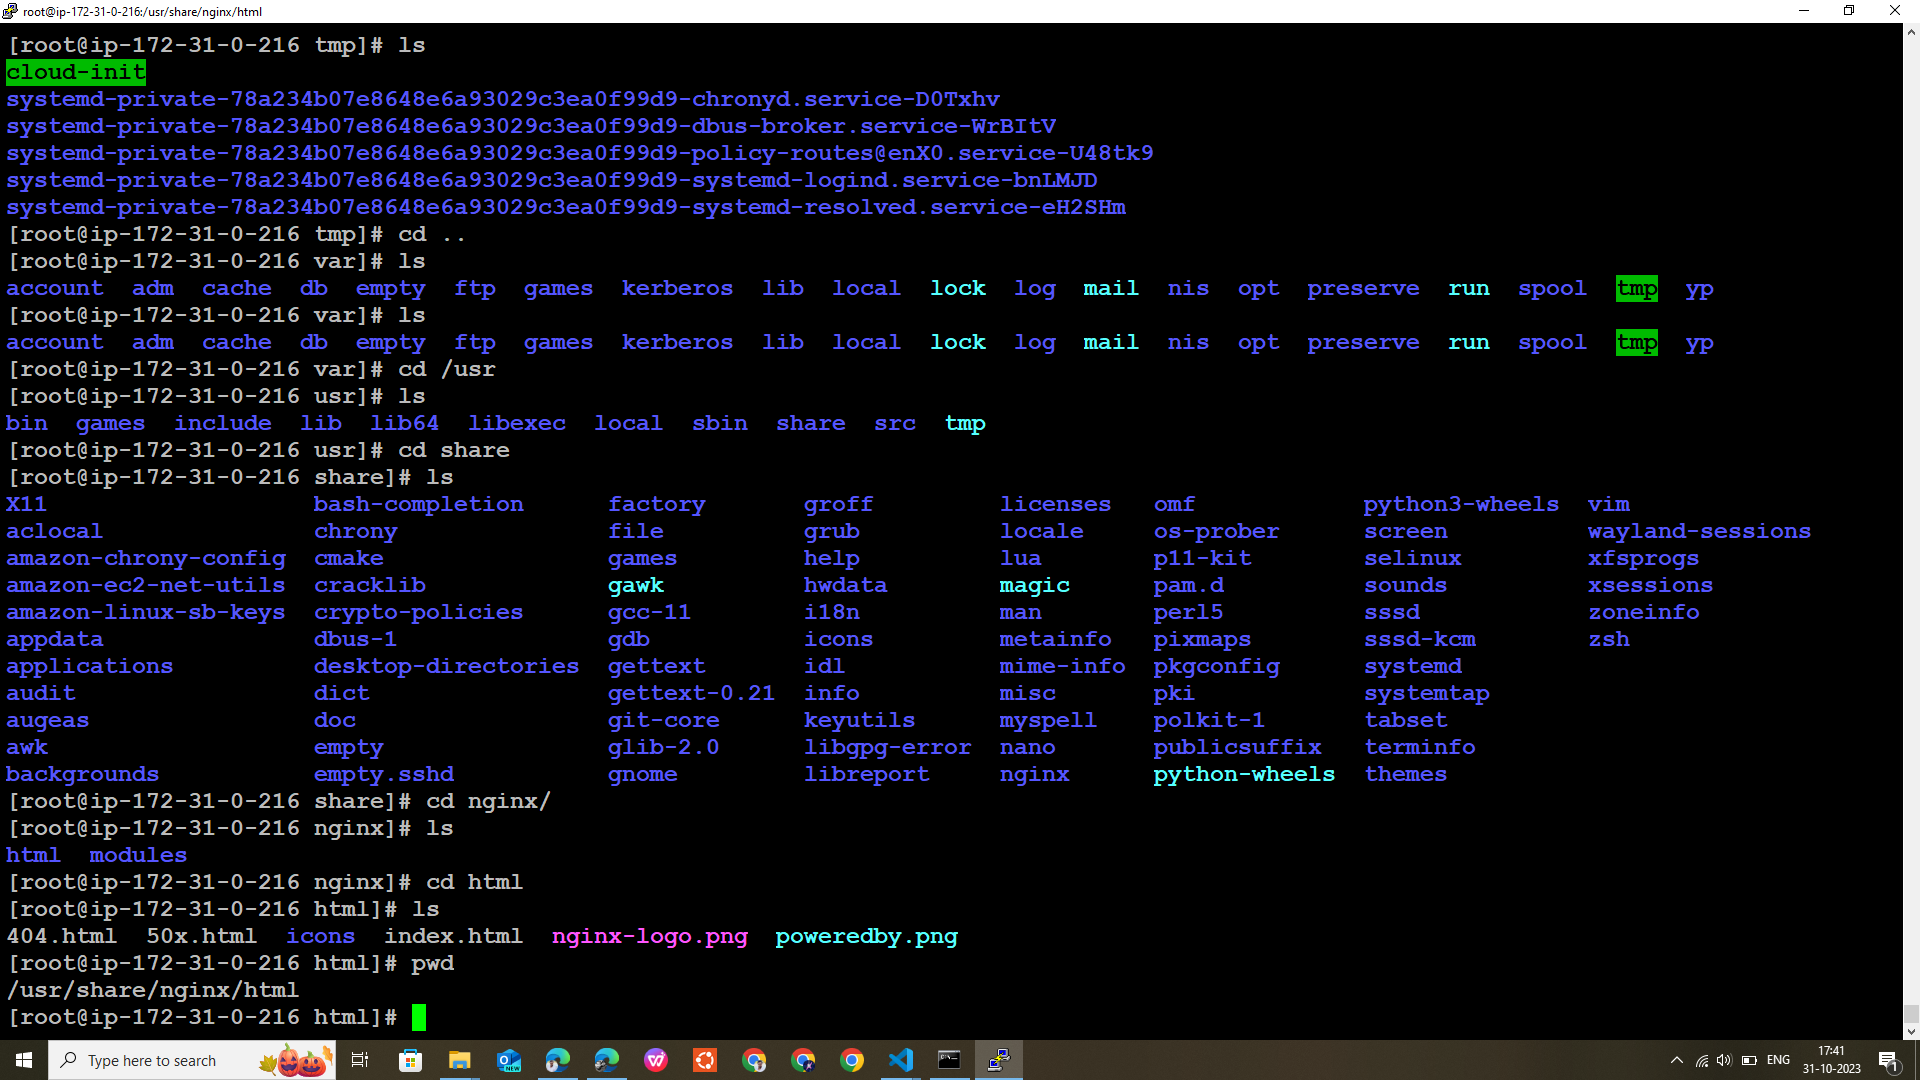 root@ip-172-31-0-216:/usr/share/nginx/html
[root@ip-172-31-0-216 tmp]# ls
cloud-init
systemd-private-78a234b07e8648e6a93029c3ea0f99d9-chronyd.service-D0Txhv
systemd-private-78a234b07e8648e6a93029c3ea0f99d9-dbus-broker.service-WrBItV
systemd-private-78a234b07e8648e6a93029c3ea0f99d9-policy-routes@enX0.service-U48tk9
systemd-private-78a234b07e8648e6a93029c3ea0f99d9-systemd-logind.service-bnLMJD
systemd-private-78a234b07e8648e6a93029c3ea0f99d9-systemd-resolved.service-eH2SHm
[root@ip-172-31-0-216 tmp]# cd ..
[root@ip-172-31-0-216 var]# ls
account  adm  cache  db  empty  ftp  games  kerberos  lib  local  lock  log  mail  nis  opt  preserve  run  spool  tmp  yp
[root@ip-172-31-0-216 var]# ls
account  adm  cache  db  empty  ftp  games  kerberos  lib  local  lock  log  mail  nis  opt  preserve  run  spool  tmp  yp
[root@ip-172-31-0-216 var]# cd /usr
[root@ip-172-31-0-216 usr]# ls
bin  games  include  lib  lib64  libexec  local  sbin  share  src  tmp
[root@ip-172-31-0-216 usr]# cd share
[root@ip-172-31-0-216 share]# ls
X11  bash-completion  factory  groff  licenses  omf  python3-wheels  vim
aclocal  chrony  file  grub  locale  os-prober  screen  wayland-sessions
amazon-chrony-config  cmake  games  help  lua  p11-kit  selinux  xfsprogs
amazon-ec2-net-utils  cracklib  gawk  hwdata  magic  pam.d  sounds  xsessions
amazon-linux-sb-keys  crypto-policies  gcc-11  i18n  man  perl5  sssd  zoneinfo
appdata  dbus-1  gdb  icons  metainfo  pixmaps  sssd-kcm  zsh
applications  desktop-directories  gettext  idl  mime-info  pkgconfig  systemd
audit  dict  gettext-0.21  info  misc  pki  systemtap
augeas  doc  git-core  keyutils  myspell  polkit-1  tabset
awk  empty  glib-2.0  libgpg-error  nano  publicsuffix  terminfo
backgrounds  empty.sshd  gnome  libreport  nginx  python-wheels  themes
[root@ip-172-31-0-216 share]# cd nginx/
[root@ip-172-31-0-216 nginx]# ls
html  modules
[root@ip-172-31-0-216 nginx]# cd html
[root@ip-172-31-0-216 html]# ls
404.html  50x.html  icons  index.html  nginx-logo.png  poweredby.png
[root@ip-172-31-0-216 html]# pwd
/usr/share/nginx/html
[root@ip-172-31-0-216 html]#
Type here to search
NEW
ENG
17:41
31-10-2023
1